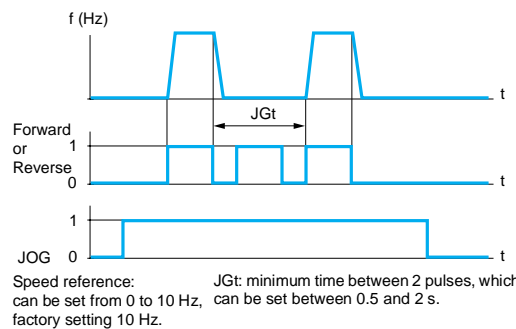 f (Hz)
t
JGt
Forward
or
Reverse
1
0
t
1
JOG 0
t
Speed reference:
can be set from 0 to 10 Hz,
factory setting 10 Hz.
JGt: minimum time between 2 pulses, which
can be set between 0.5 and 2 s.